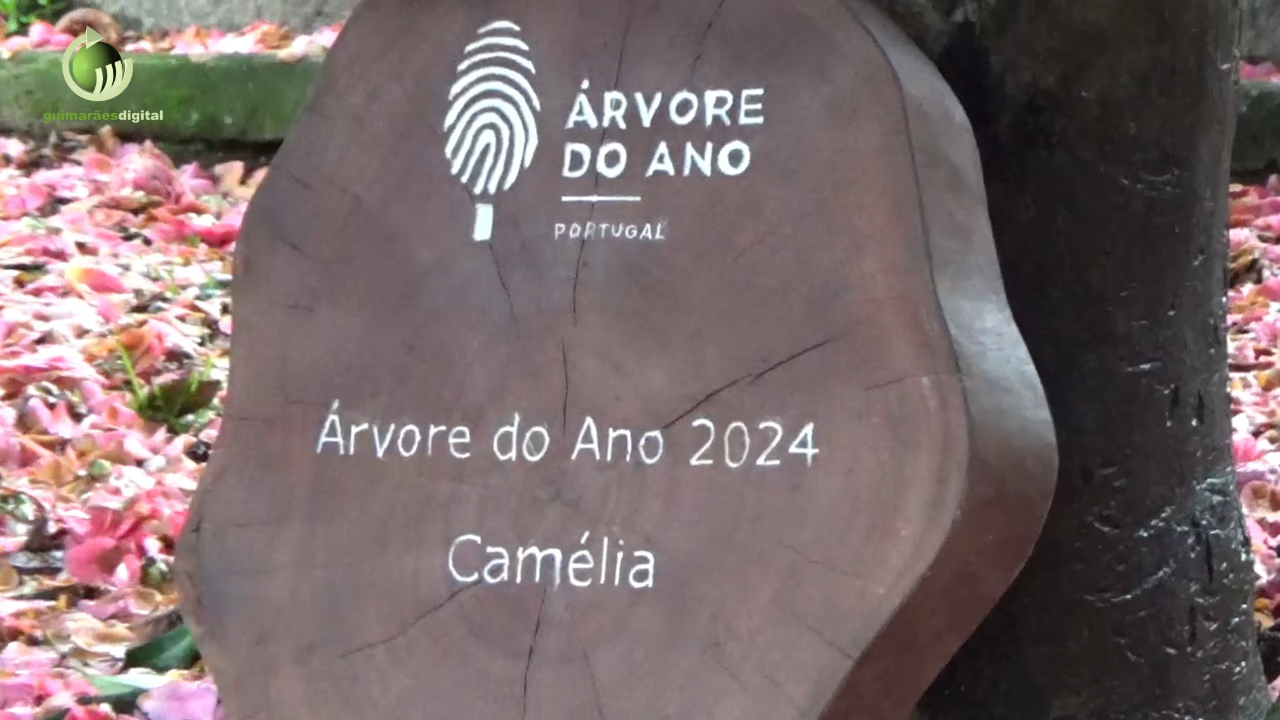 guimarãesdigital
ÁRVORE
DO ANO
PORTUGAL
Árvore do Ano 2024
Camélia